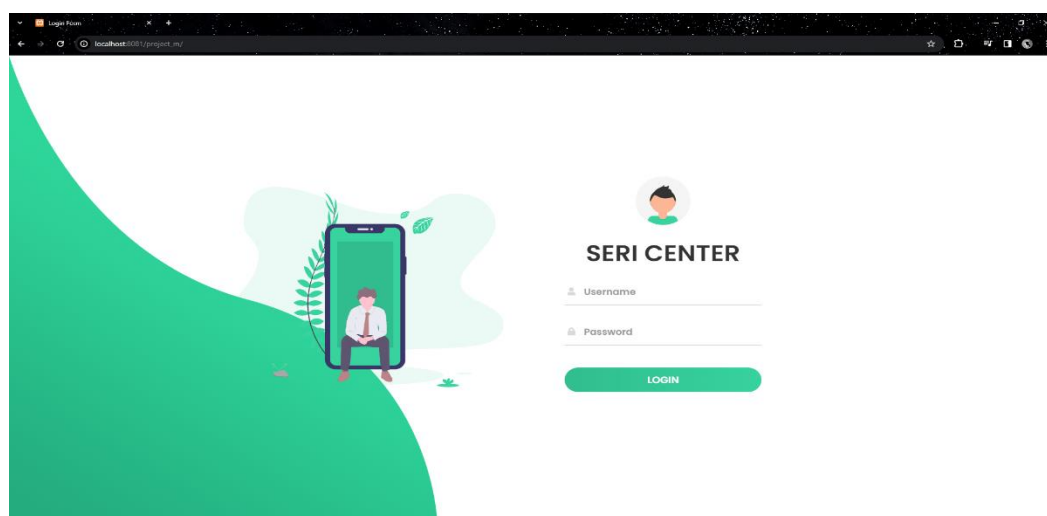 Login Form
localhost:8081/project_m/
SERI CENTER
Username
Password
LOGIN